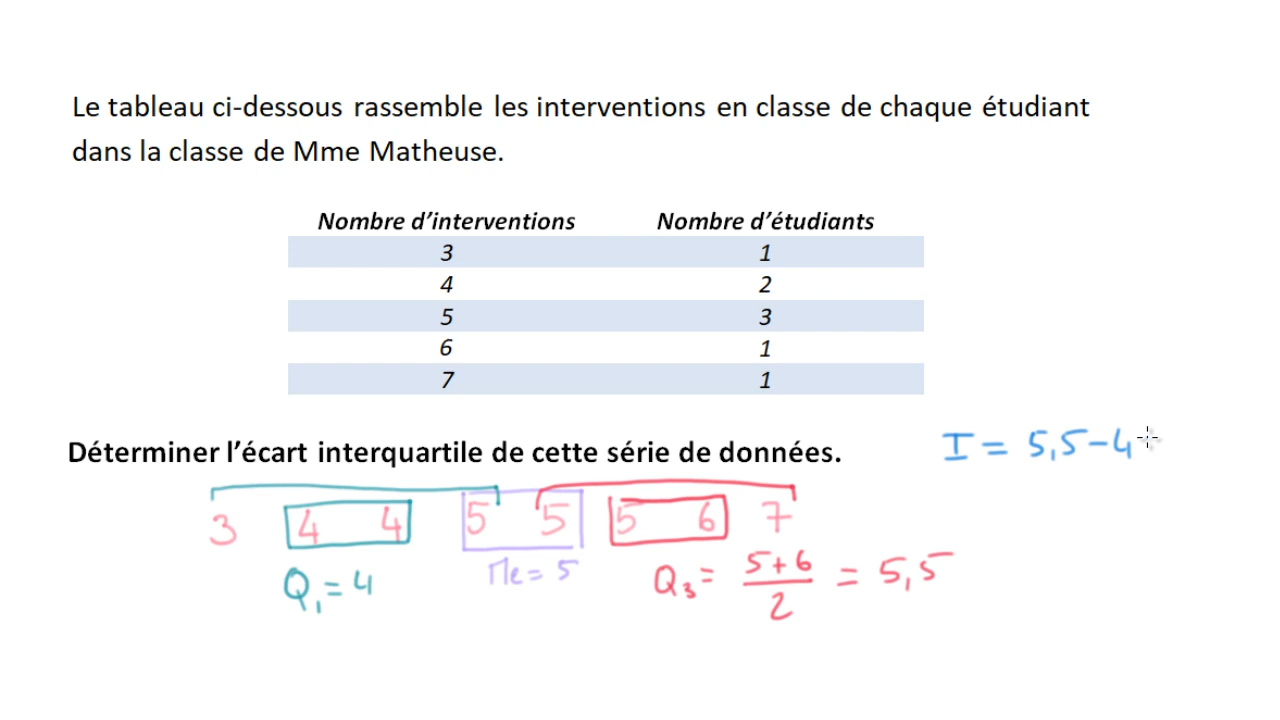 Le tableau ci-dessous rassemble les interventions en classe de chaque étudiant
dans la classe de Mme Matheuse.
Nombre d'interventions Nombre d'étudiants
3 1
4 2
5 3
6 1
7 1
Déterminer l'écart interquartile de cette série de données.
I = 5,5 - 4
3 4 4 5 5 5 6 7
Q₁ = 4 Me = 5 Q₃ = (5+6)/2 = 5,5